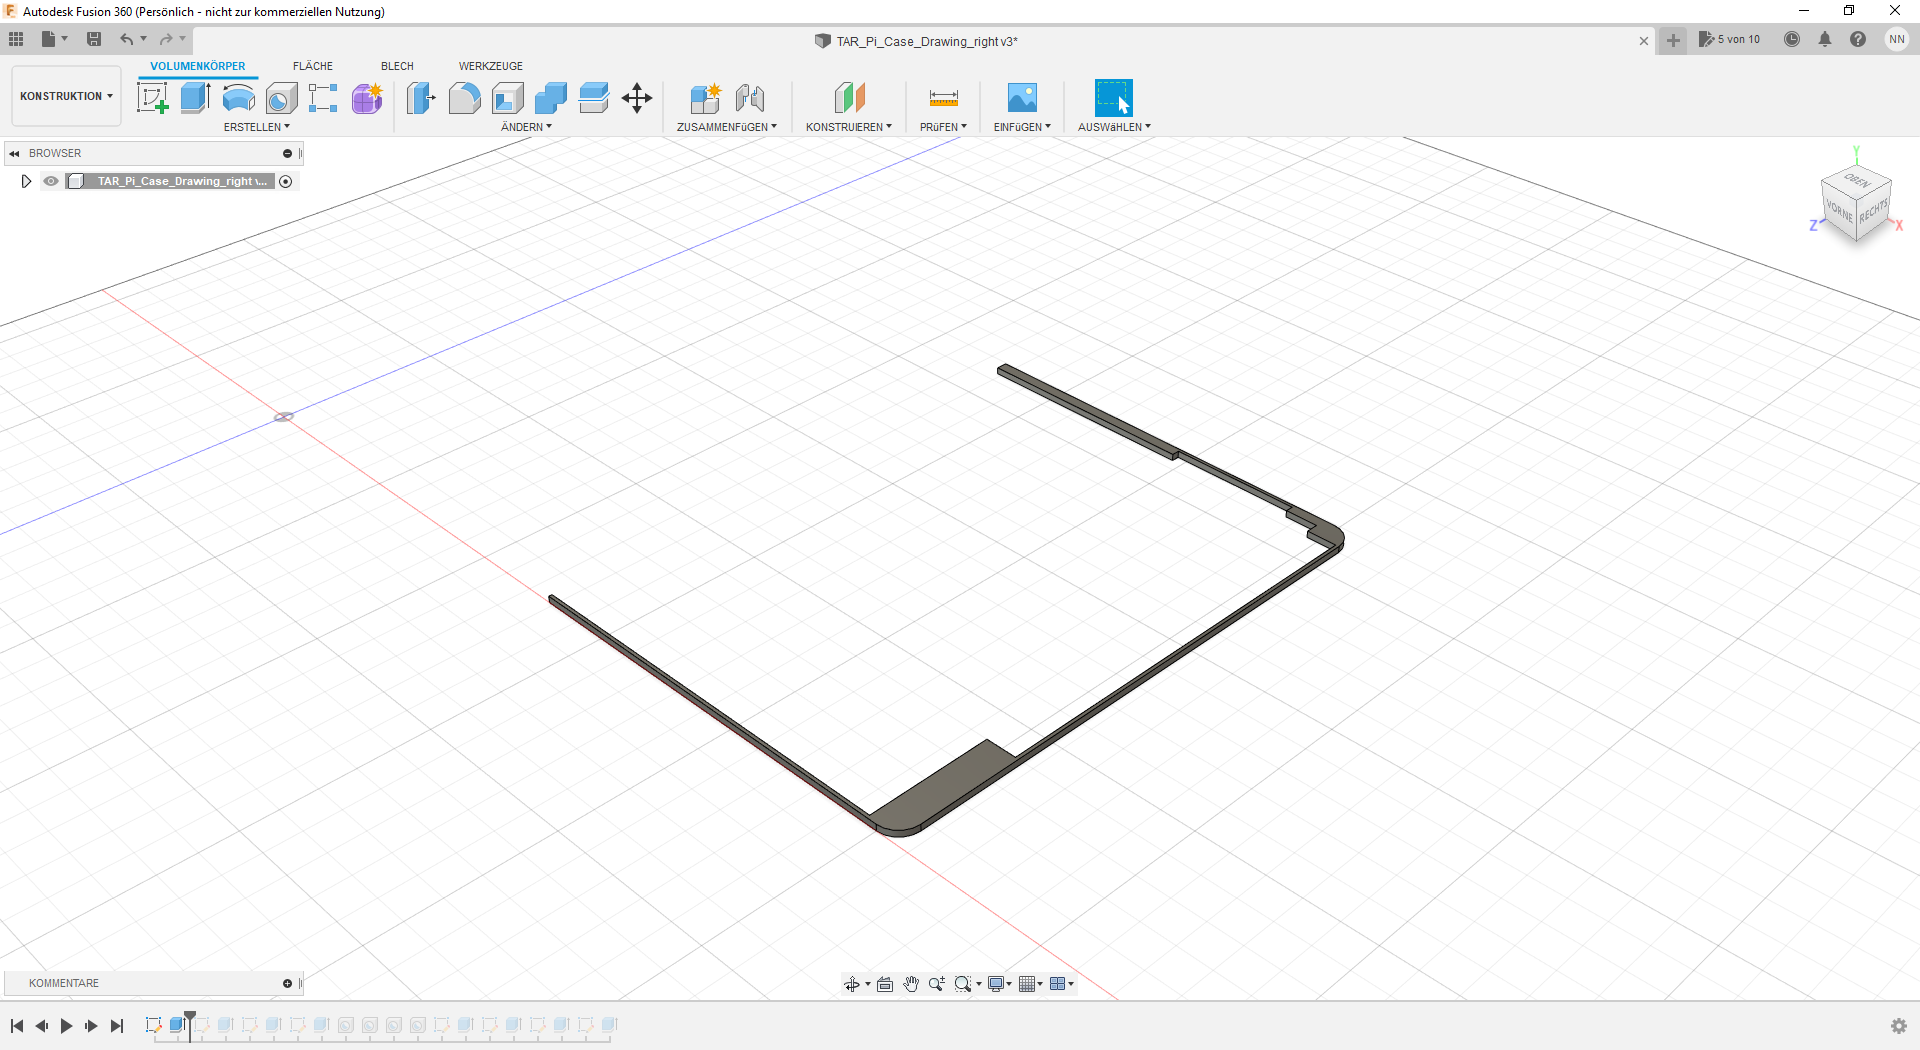 Autodesk Fusion 360 (Persönlich - nicht zur kommerziellen Nutzung)
TAR_Pi_Case_Drawing_right v3*
5 von 10
NN
KONSTRUKTION
VOLUMENKÖRPER
FLÄCHE
BLECH
WERKZEUGE
ERSTELLEN
ÄNDERN
ZUSAMMENFüGEN
KONSTRUIEREN
PRüFEN
EINFüGEN
AUSWäHLEN
BROWSER
TAR_Pi_Case_Drawing_right v...
Y
OBEN
VORNE
RECHTS
Z
X
KOMMENTARE